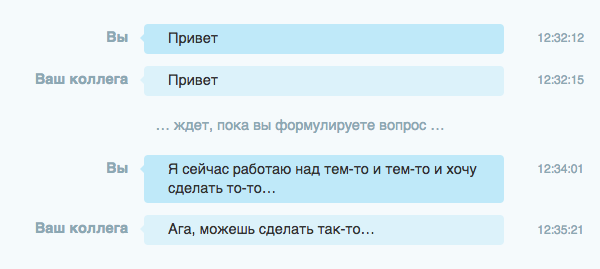 Вы Привет 12:32:12
Ваш коллега Привет 12:32:15
… ждет, пока вы формулируете вопрос …
Вы Я сейчас работаю над тем-то и тем-то и хочу 12:34:01
сделать то-то…
Ваш коллега Ага, можешь сделать так-то… 12:35:21